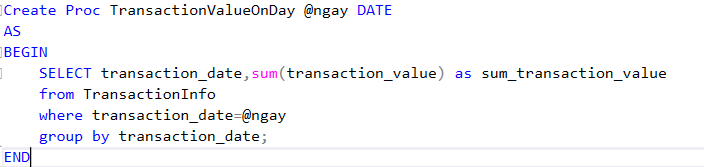 Create Proc TransactionValueOnDay @ngay DATE
AS
BEGIN
    SELECT transaction_date,sum(transaction_value) as sum_transaction_value
    from TransactionInfo
    where transaction_date=@ngay
    group by transaction_date;
END